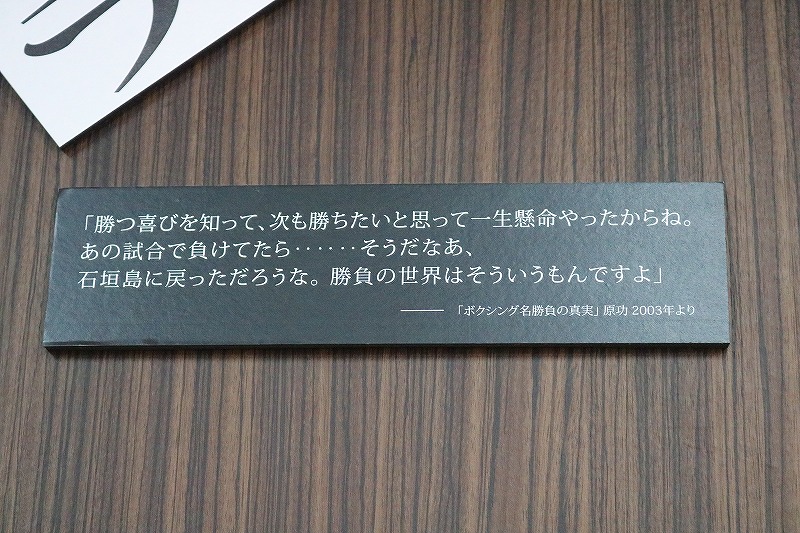 「勝つ喜びを知って、次も勝ちたいと思って一生懸命やったからね。
あの試合で負けてたら‥‥‥そうだなあ、
石垣島に戻っただろうな。勝負の世界はそういうもんですよ」
――「ボクシング名勝負の真実」原功 2003年より